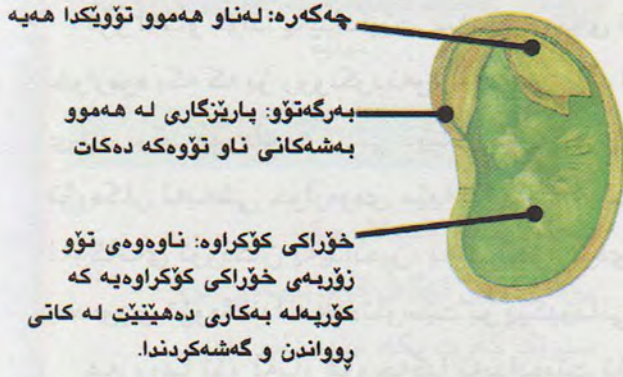 چەکەرە: لەناو هەموو تۆوێکدا هەیە
بەرگەتۆو: پارێزگاری لە هەموو
بەشەکانی ناو تۆوەکە دەکات
خۆراکی کۆکراوە: ناوەوەی تۆو
زۆربەی خۆراکی کۆکراوەیە کە
کۆرپەلە بەکاری دەهێنێت لە کاتی
ڕوواندن و گەشەکردندا.